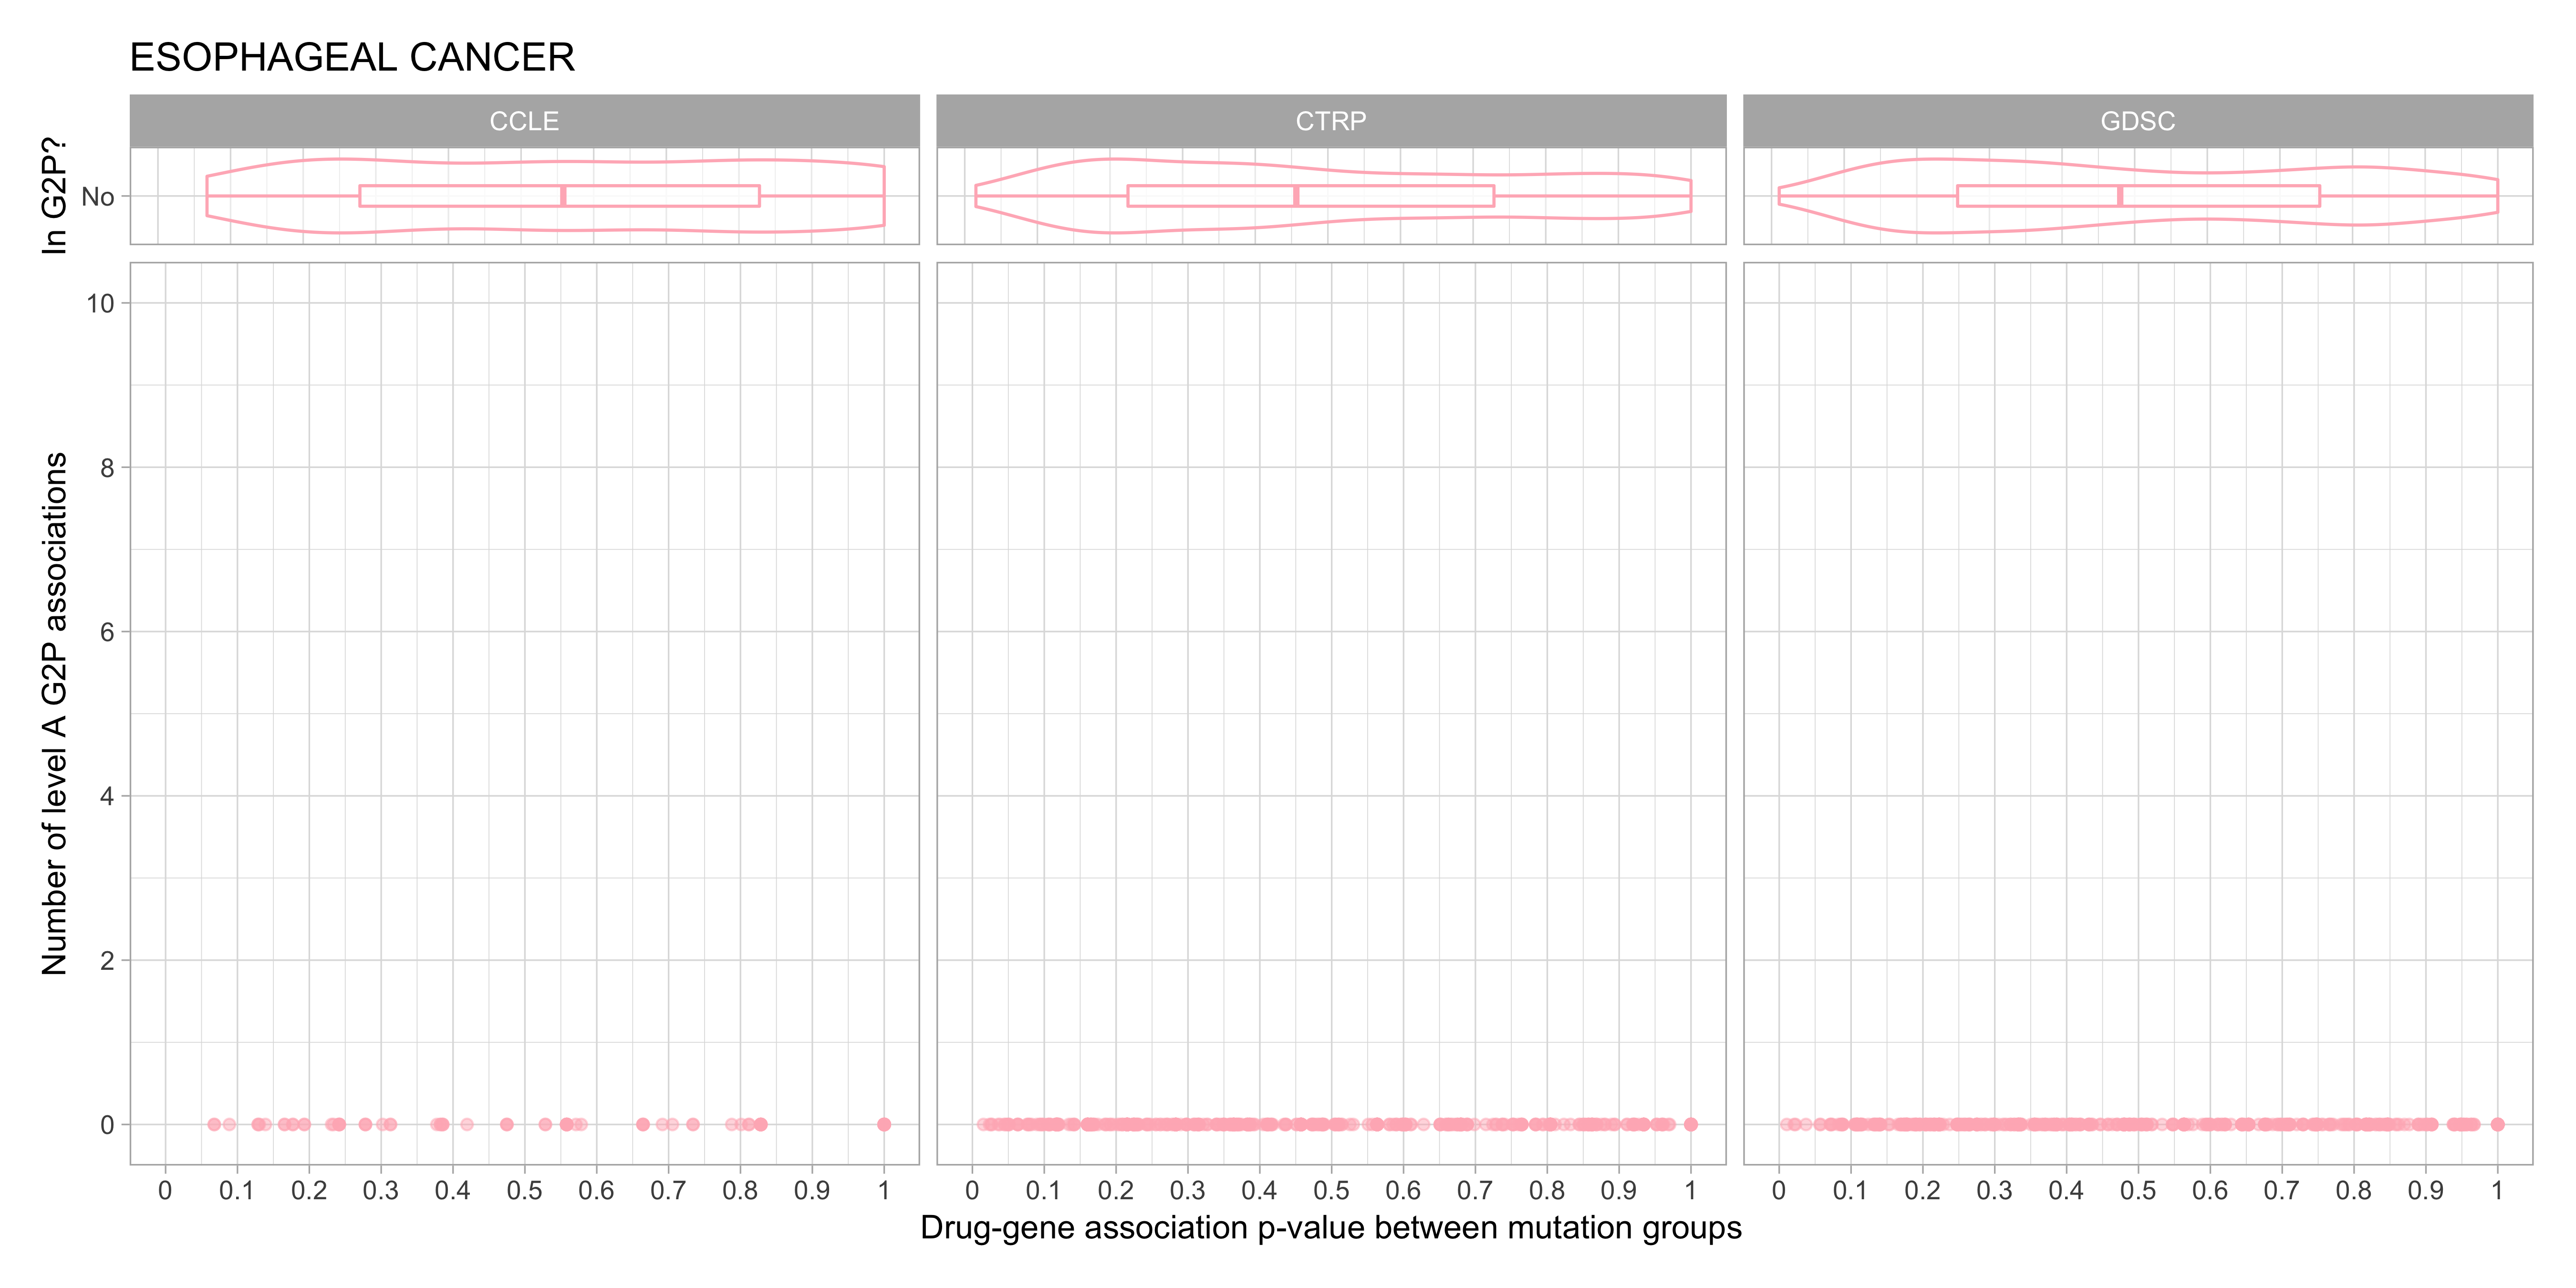 ESOPHAGEAL CANCER
CCLE CTRP GDSC
In G2P?
No
Number of level A G2P associations
10
8
6
4
2
0
0 0.1 0.2 0.3 0.4 0.5 0.6 0.7 0.8 0.9 1 0 0.1 0.2 0.3 0.4 0.5 0.6 0.7 0.8 0.9 1 0 0.1 0.2 0.3 0.4 0.5 0.6 0.7 0.8 0.9 1
Drug-gene association p-value between mutation groups